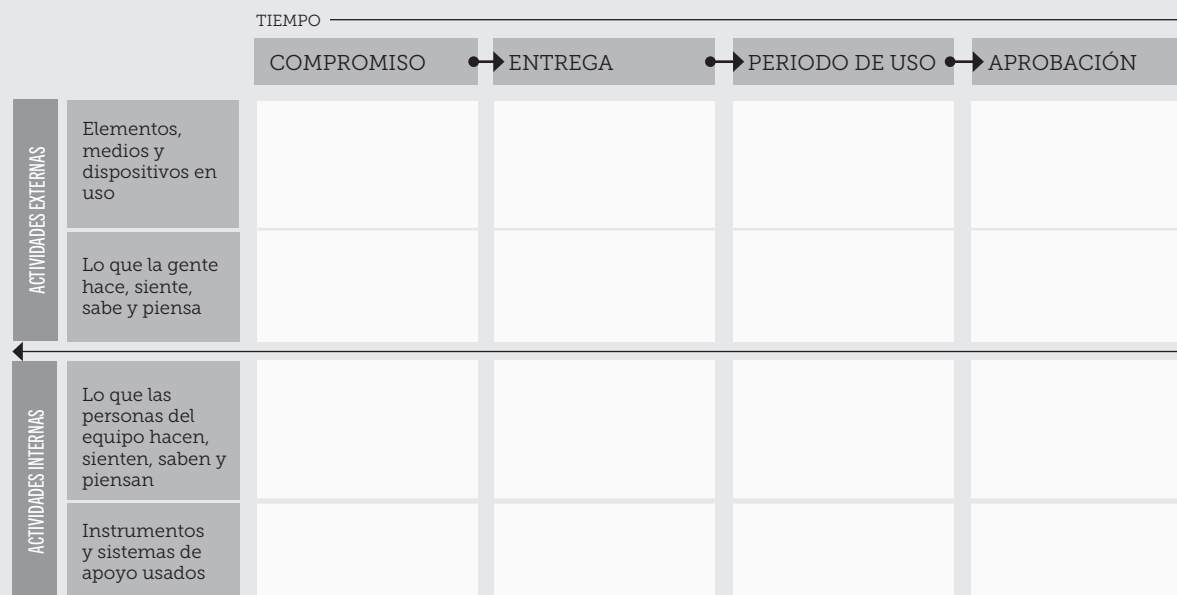 TIEMPO
COMPROMISO
ENTREGA
PERIODO DE USO
APROBACIÓN
ACTIVIDADES EXTERNAS
Elementos,
medios y
dispositivos en
uso
Lo que la gente
hace, siente,
sabe y piensa
ACTIVIDADES INTERNAS
Lo que las
personas del
equipo hacen,
sienten, saben y
piensan
Instrumentos
y sistemas de
apoyo usados